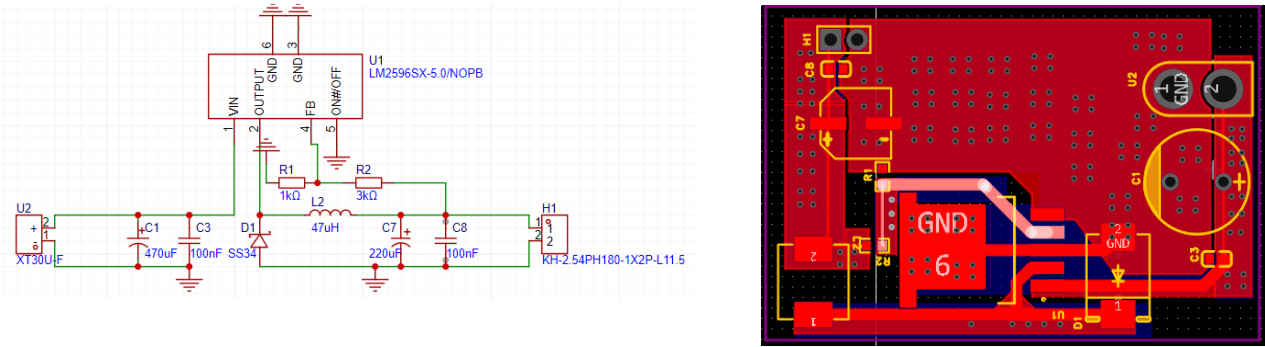 6
GND
3
GND
U1
LM2596SX-5.0/NOPB
VIN
OUTPUT
FB
ON#/OFF
1
2
4
5
R1
1kΩ
R2
3kΩ
U2
+
2
-
1
XT30U-F
C1
+
470uF
C3
100nF
D1
SS34
L2
47uH
C7
+
220uF
C8
100nF
H1
1
1
2
2
KH-2.54PH180-1X2P-L11.5
H1
C8
C7
+
-
R1
R2
2
1
GND
6
U2
1
GND
2
C1
+
C3
2
GND
1
D1
U1